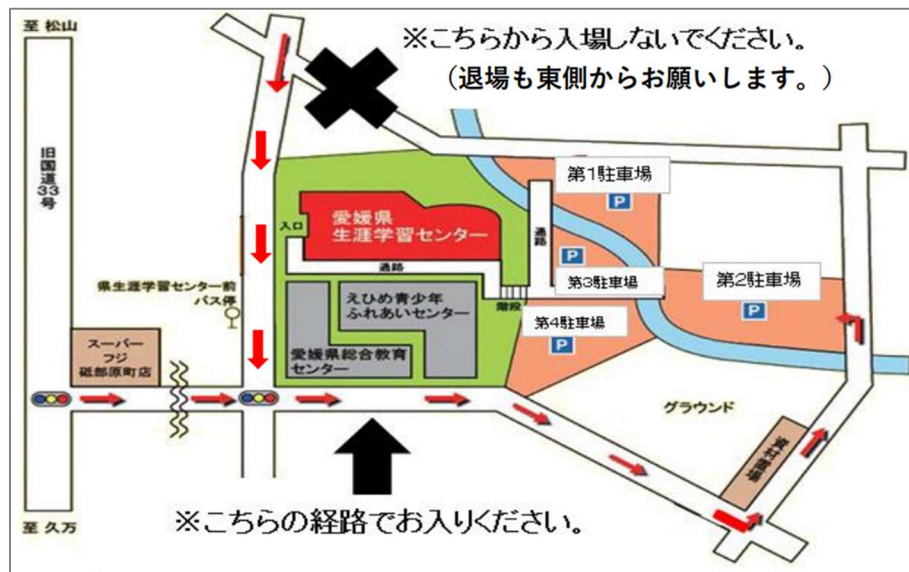 至 松山
※こちらから入場しないでください。
（退場も東側からお願いします。）
旧国道33号
第1駐車場
P
入口
愛媛県
生涯学習センター
通路
通路
第3駐車場
P
第2駐車場
P
県生涯学習センター前
バス停
えひめ青少年
ふれあいセンター
階段
第4駐車場
P
スーパー
フジ
砥部原町店
愛媛県総合教育
センター
グラウンド
資材置場
※こちらの経路でお入りください。
至 久万